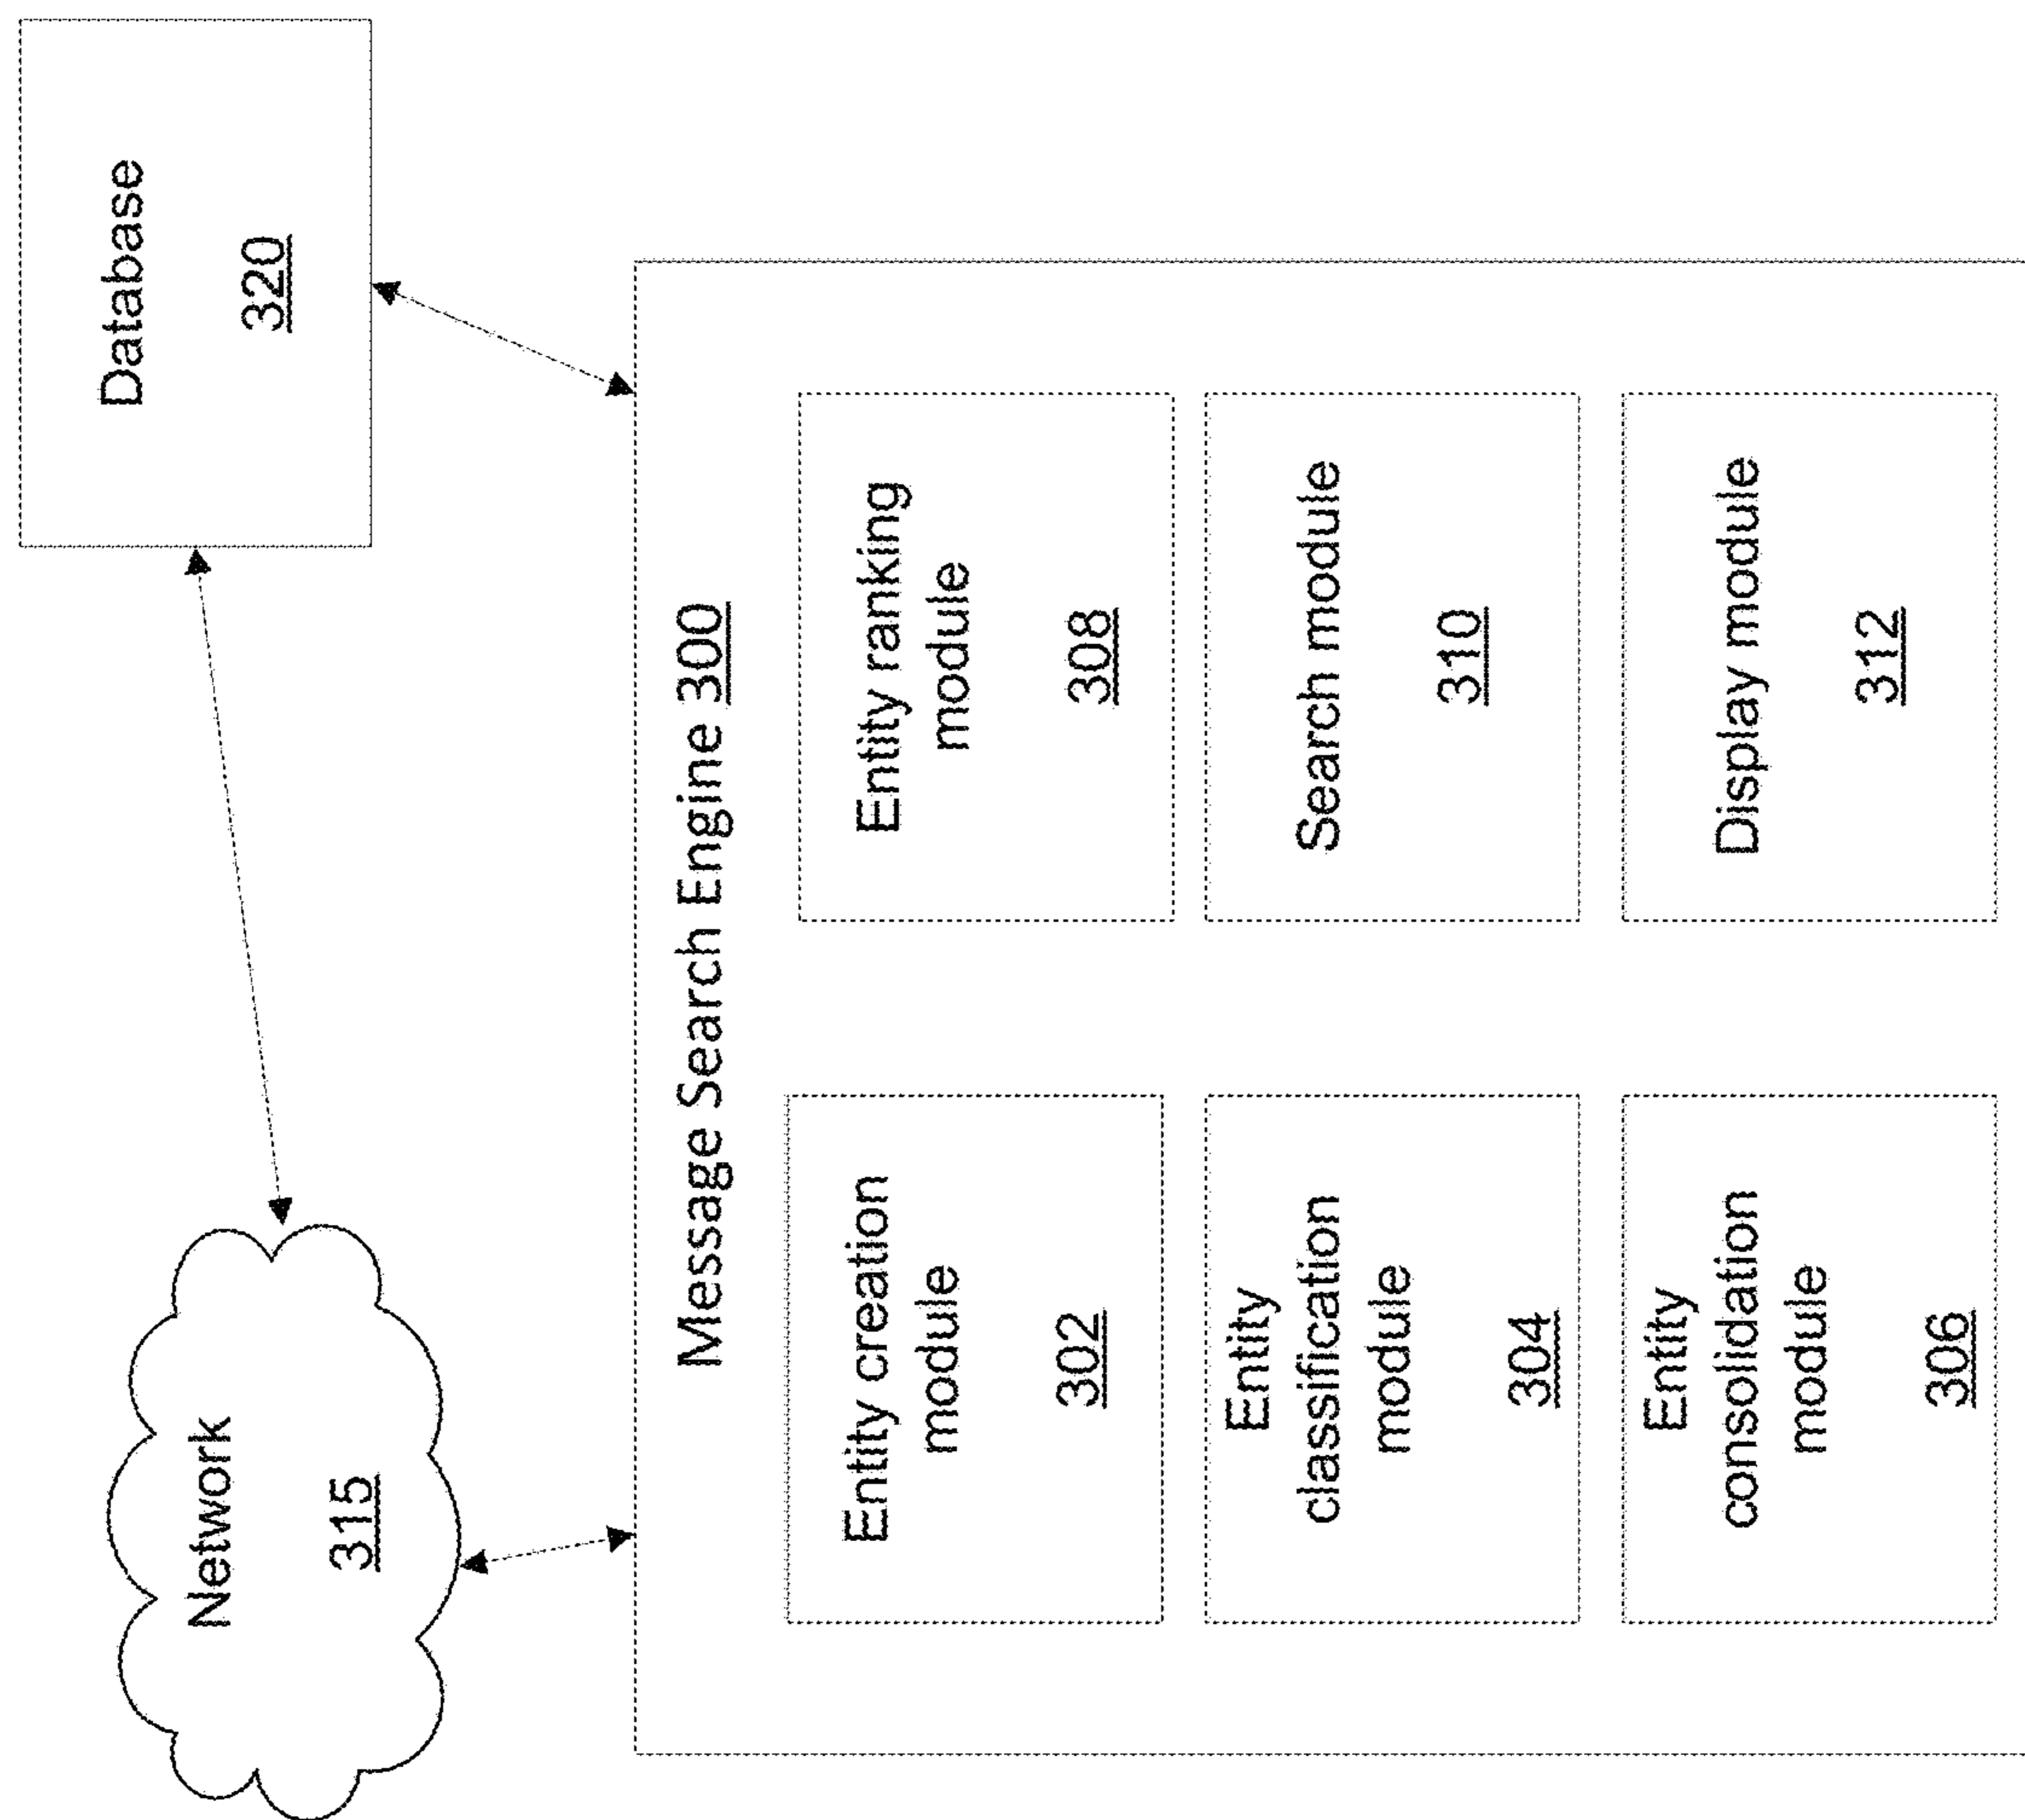 Network
315
Database
320
Message Search Engine 300
Entity creation
module
302
Entity ranking
module
308
Entity
classification
module
304
Search module
310
Entity
consolidation
module
306
Display module
312